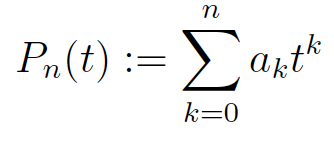 $P_n(t) := \sum_{k=0}^{n} a_k t^k$